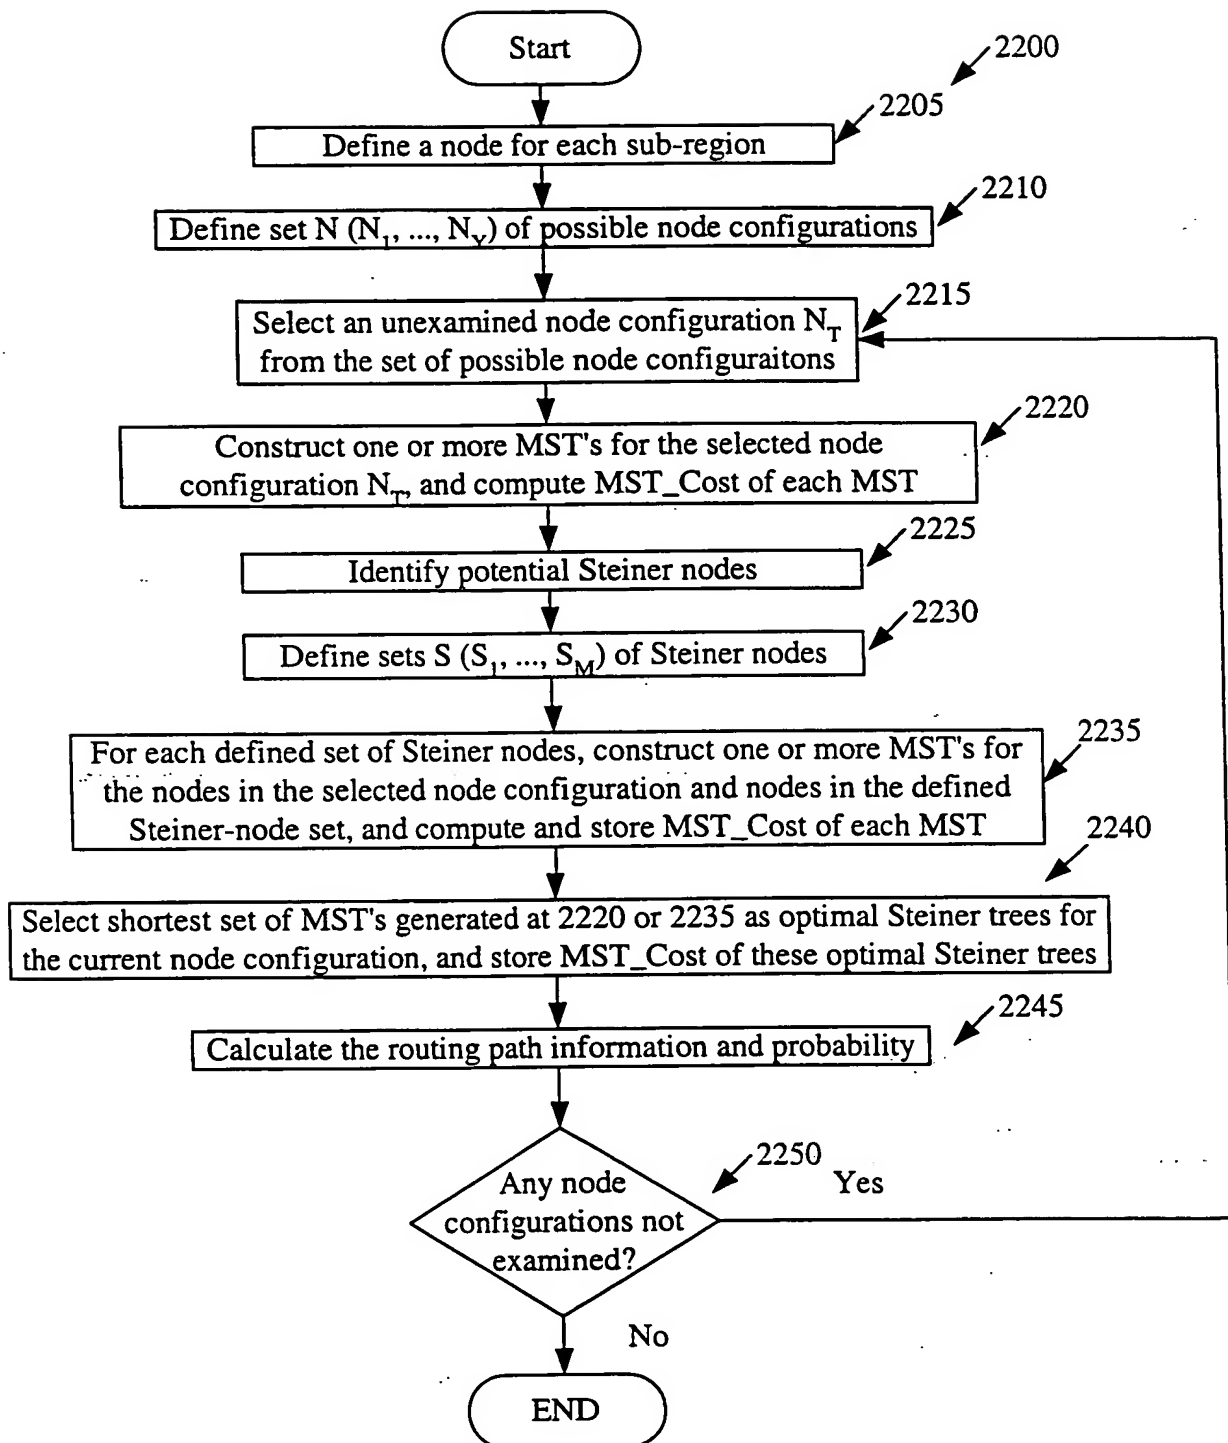 Start
2200
2205
Define a node for each sub-region
2210
Define set N (N₁, ..., N_Y) of possible node configurations
2215
Select an unexamined node configuration N_T
from the set of possible node configuraitons
2220
Construct one or more MST's for the selected node
configuration N_T, and compute MST_Cost of each MST
2225
Identify potential Steiner nodes
2230
Define sets S (S₁, ..., S_M) of Steiner nodes
2235
For each defined set of Steiner nodes, construct one or more MST's for
the nodes in the selected node configuration and nodes in the defined
Steiner-node set, and compute and store MST_Cost of each MST
2240
Select shortest set of MST's generated at 2220 or 2235 as optimal Steiner trees for
the current node configuration, and store MST_Cost of these optimal Steiner trees
2245
Calculate the routing path information and probability
2250
Yes
Any node
configurations not
examined?
No
END